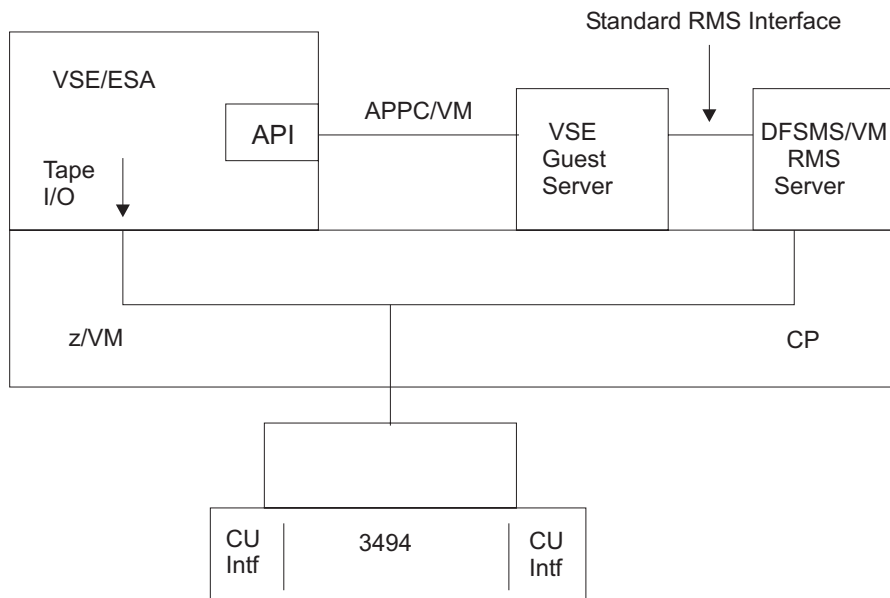 Standard RMS Interface
VSE/ESA
API
APPC/VM
VSE
Guest
Server
DFSMS/VM
RMS
Server
Tape
I/O
z/VM
CP
CU
Intf
3494
CU
Intf